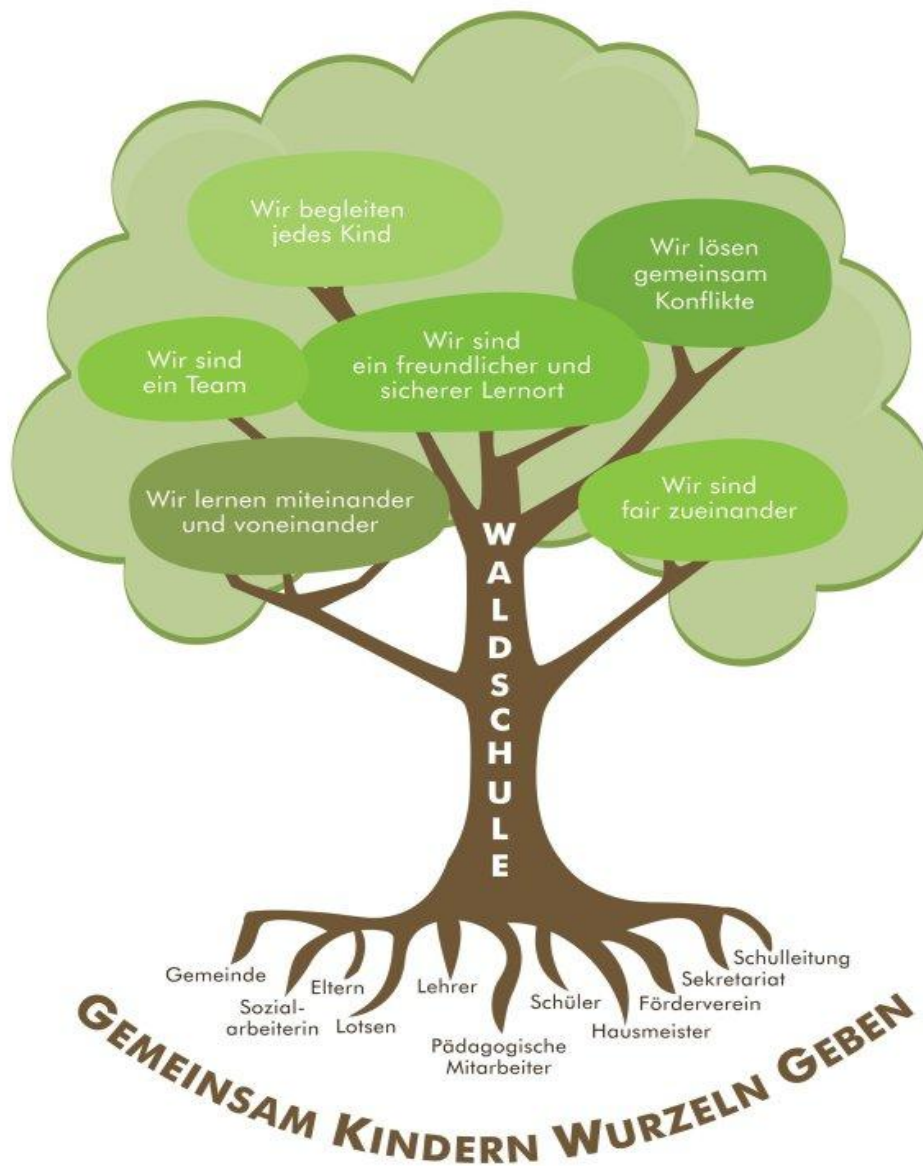 Wir begleiten
jedes Kind
Wir lösen
gemeinsam
Konflikte
Wir sind
ein Team
Wir sind
ein freundlicher und
sicherer Lernort
Wir lernen miteinander
und voneinander
Wir sind
fair zueinander
WALDSCHULE
Gemeinde
Sozial-
arbeiterin
Eltern
Lotsen
Lehrer
Pädagogische
Mitarbeiter
Schüler
Hausmeister
Förderverein
Sekretariat
Schulleitung
GEMEINSAM KINDERN WURZELN GEBEN